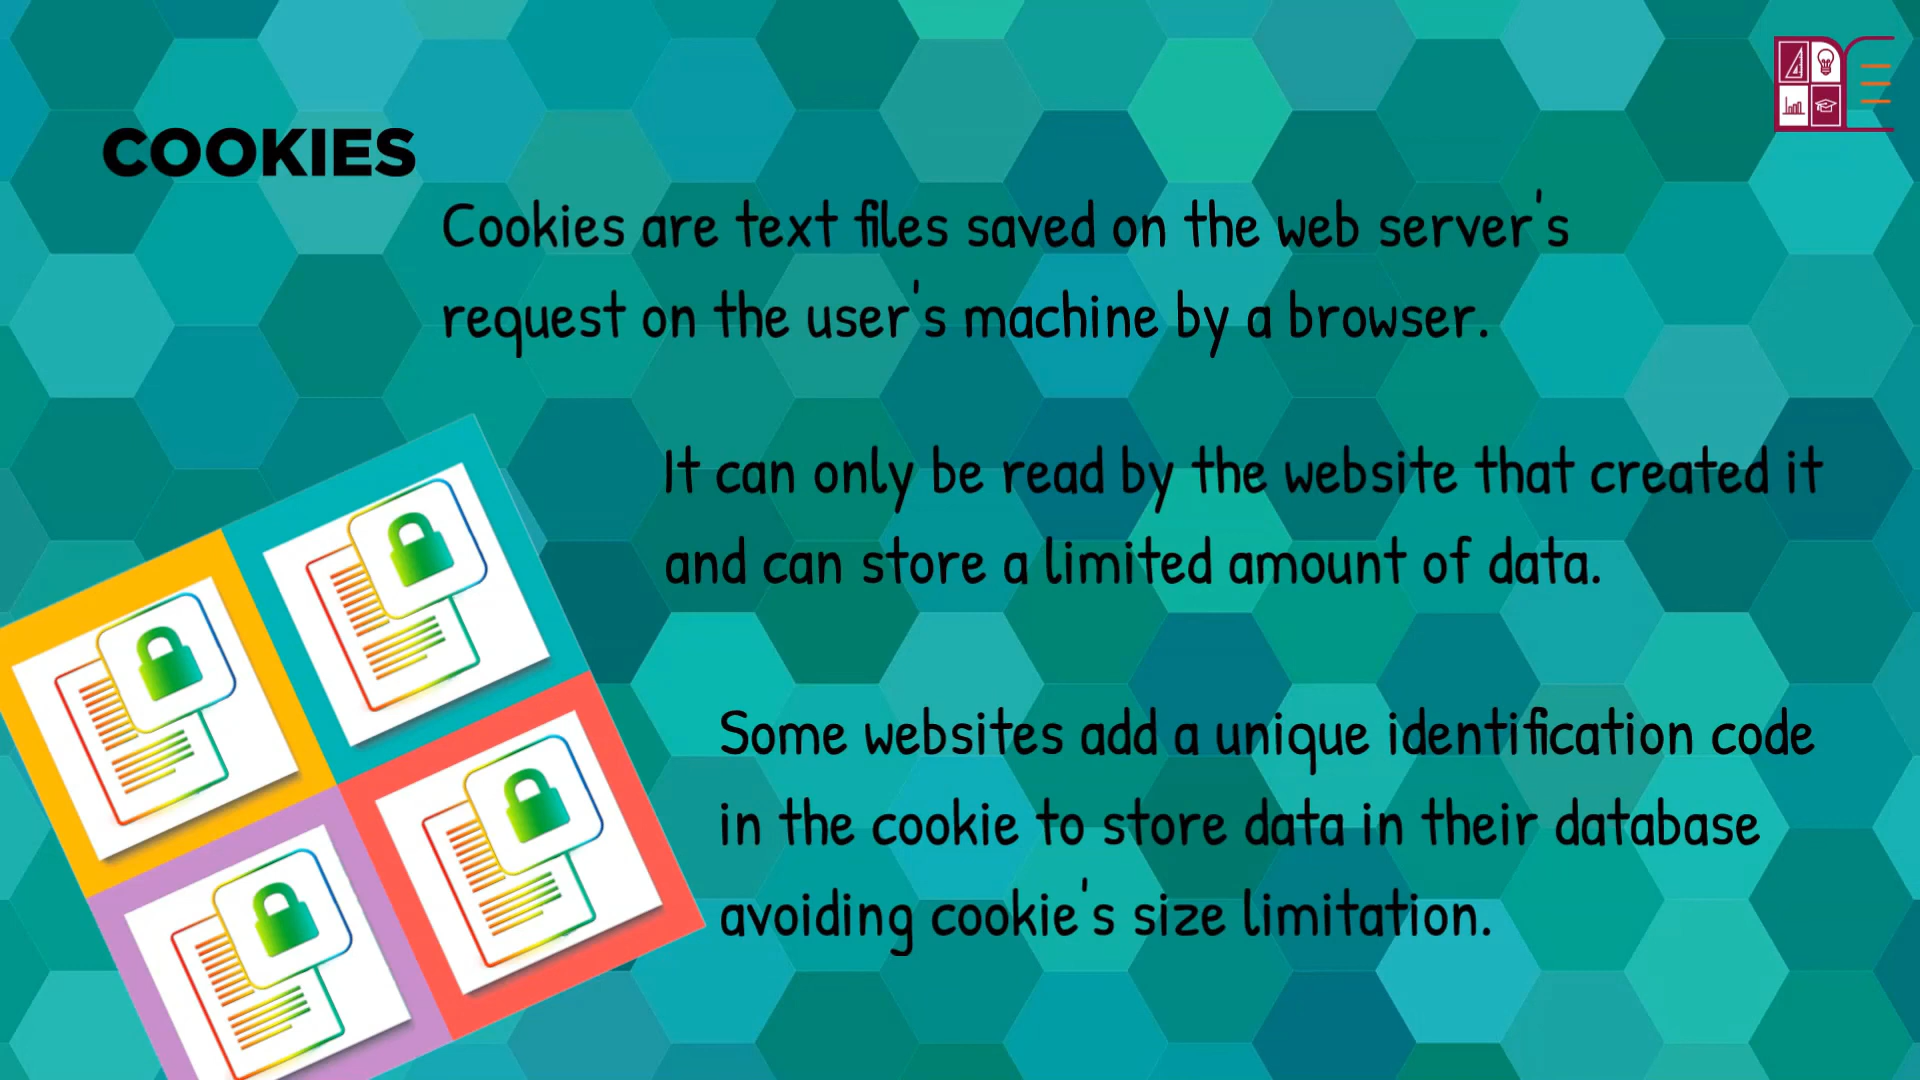 COOKIES
Cookies are text files saved on the web server's
request on the user's machine by a browser.
It can only be read by the website that created it
and can store a limited amount of data.
Some websites add a unique identification code
in the cookie to store data in their database
avoiding cookie's size limitation.